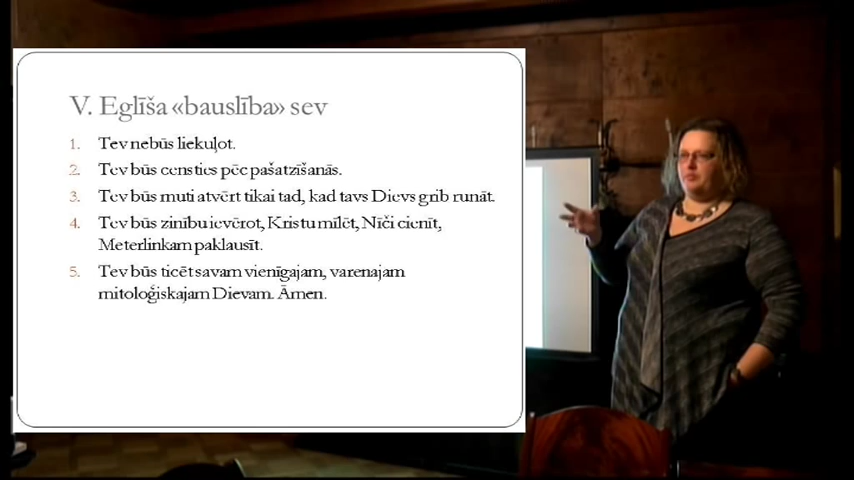 V. Eglīša «bauslība» sev
1. Tev nebūs liekuļot.
2. Tev būs censties pēc pašatzīšanās.
3. Tev būs muti atvērt tikai tad, kad tavs Dievs grib runāt.
4. Tev būs zinību ievērot, Kristu mīlēt, Nīči cienīt,
Meterlinkam paklausīt.
5. Tev būs ticēt savam vienīgajam, varenajam
mitoloģiskajam Dievam. Āmen.